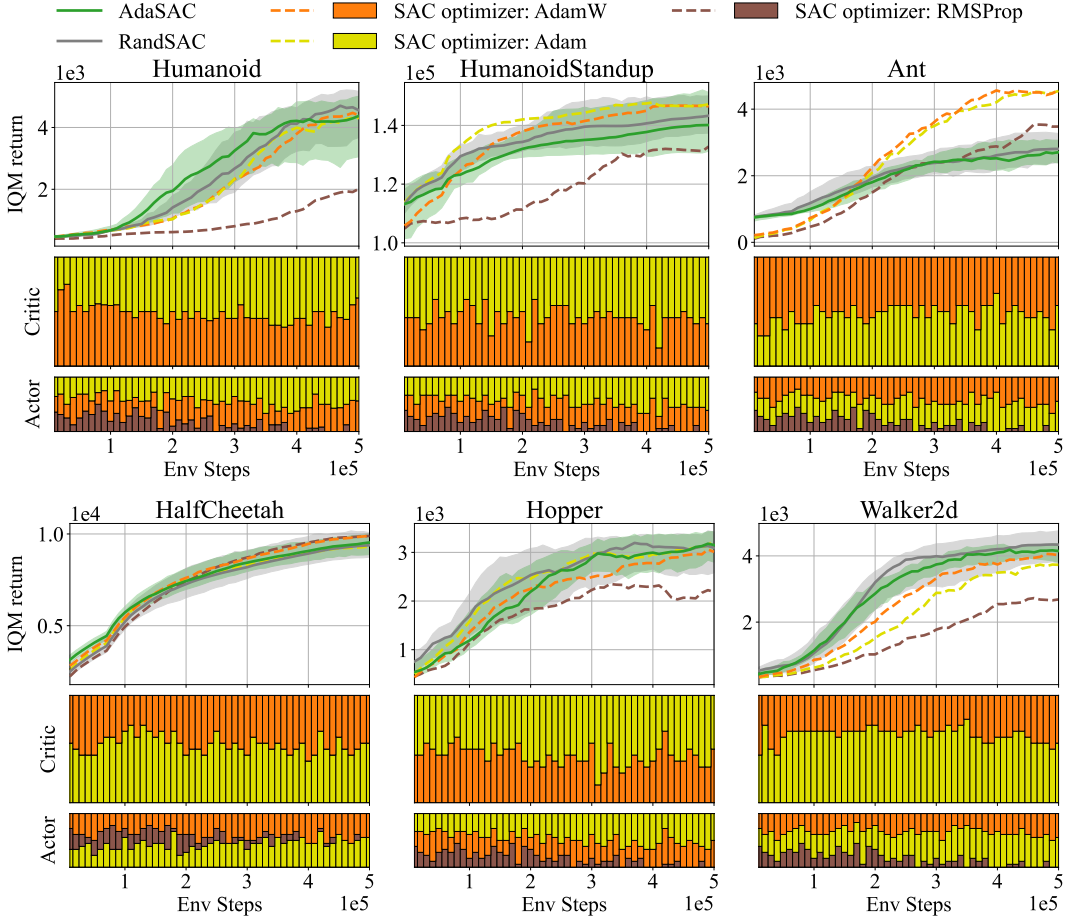 AdaSAC SAC optimizer: AdamW SAC optimizer: RMSProp
RandSAC SAC optimizer: Adam
Humanoid HumanoidStandup Ant
1e3 1e5 1e3
IQM return
4
2
1.4
1.2
1.0
4
2
0
Critic
Actor
1 2 3 4 5 1 2 3 4 5 1 2 3 4 5
Env Steps 1e5 Env Steps 1e5 Env Steps 1e5
HalfCheetah Hopper Walker2d
1e4 1e3 1e3
IQM return
1.0
0.5
3
2
1
4
2
Critic
Actor
1 2 3 4 5 1 2 3 4 5 1 2 3 4 5
Env Steps 1e5 Env Steps 1e5 Env Steps 1e5